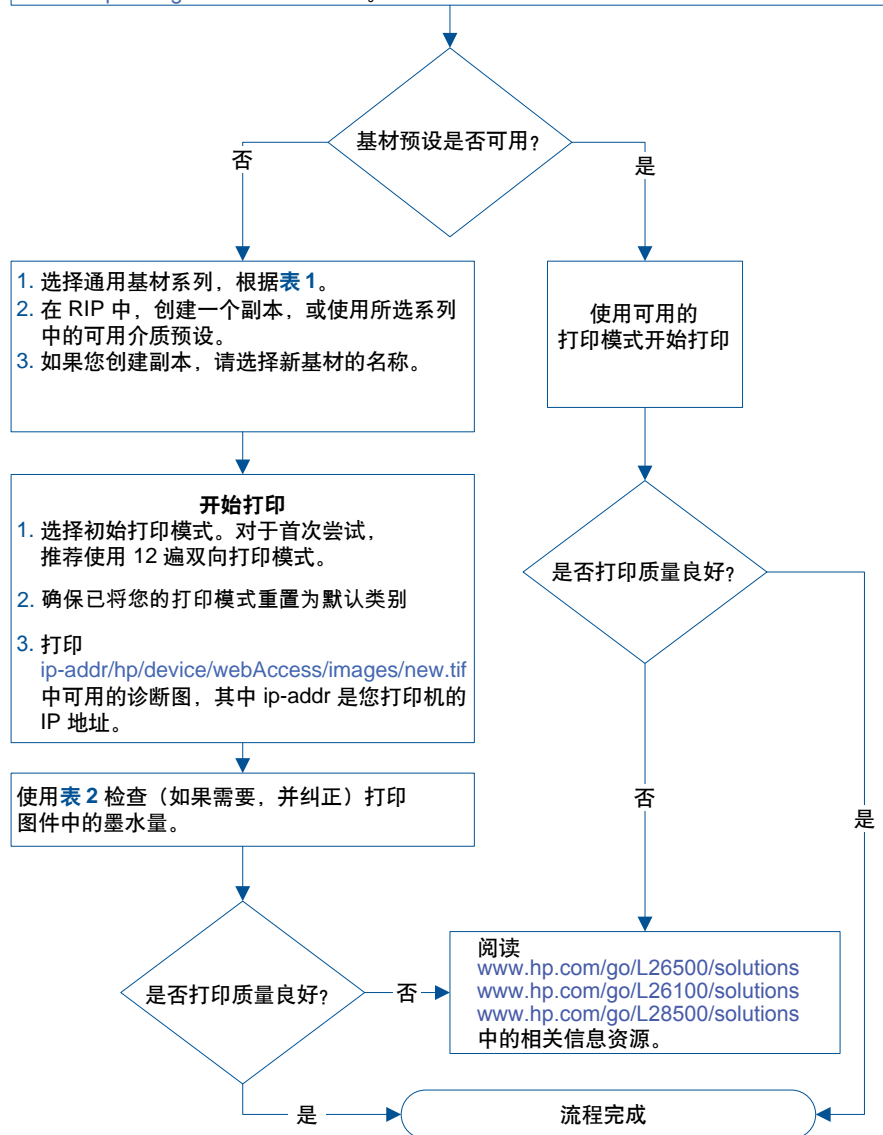 基材预设是否可用？
否
是
1. 选择通用基材系列，根据表 1。
2. 在 RIP 中，创建一个副本，或使用所选系列
中的可用介质预设。
3. 如果您创建副本，请选择新基材的名称。
使用可用的
打印模式开始打印
开始打印
1. 选择初始打印模式。对于首次尝试，
推荐使用 12 遍双向打印模式。
2. 确保已将您的打印模式重置为默认类别
3. 打印
ip-addr/hp/device/webAccess/images/new.tif
中可用的诊断图，其中 ip-addr 是您打印机的
IP 地址。
是否打印质量良好？
否
是
使用表 2 检查（如果需要，并纠正）打印
图件中的墨水量。
是否打印质量良好？
否
阅读
www.hp.com/go/L26500/solutions
www.hp.com/go/L26100/solutions
www.hp.com/go/L28500/solutions
中的相关信息资源。
是
流程完成